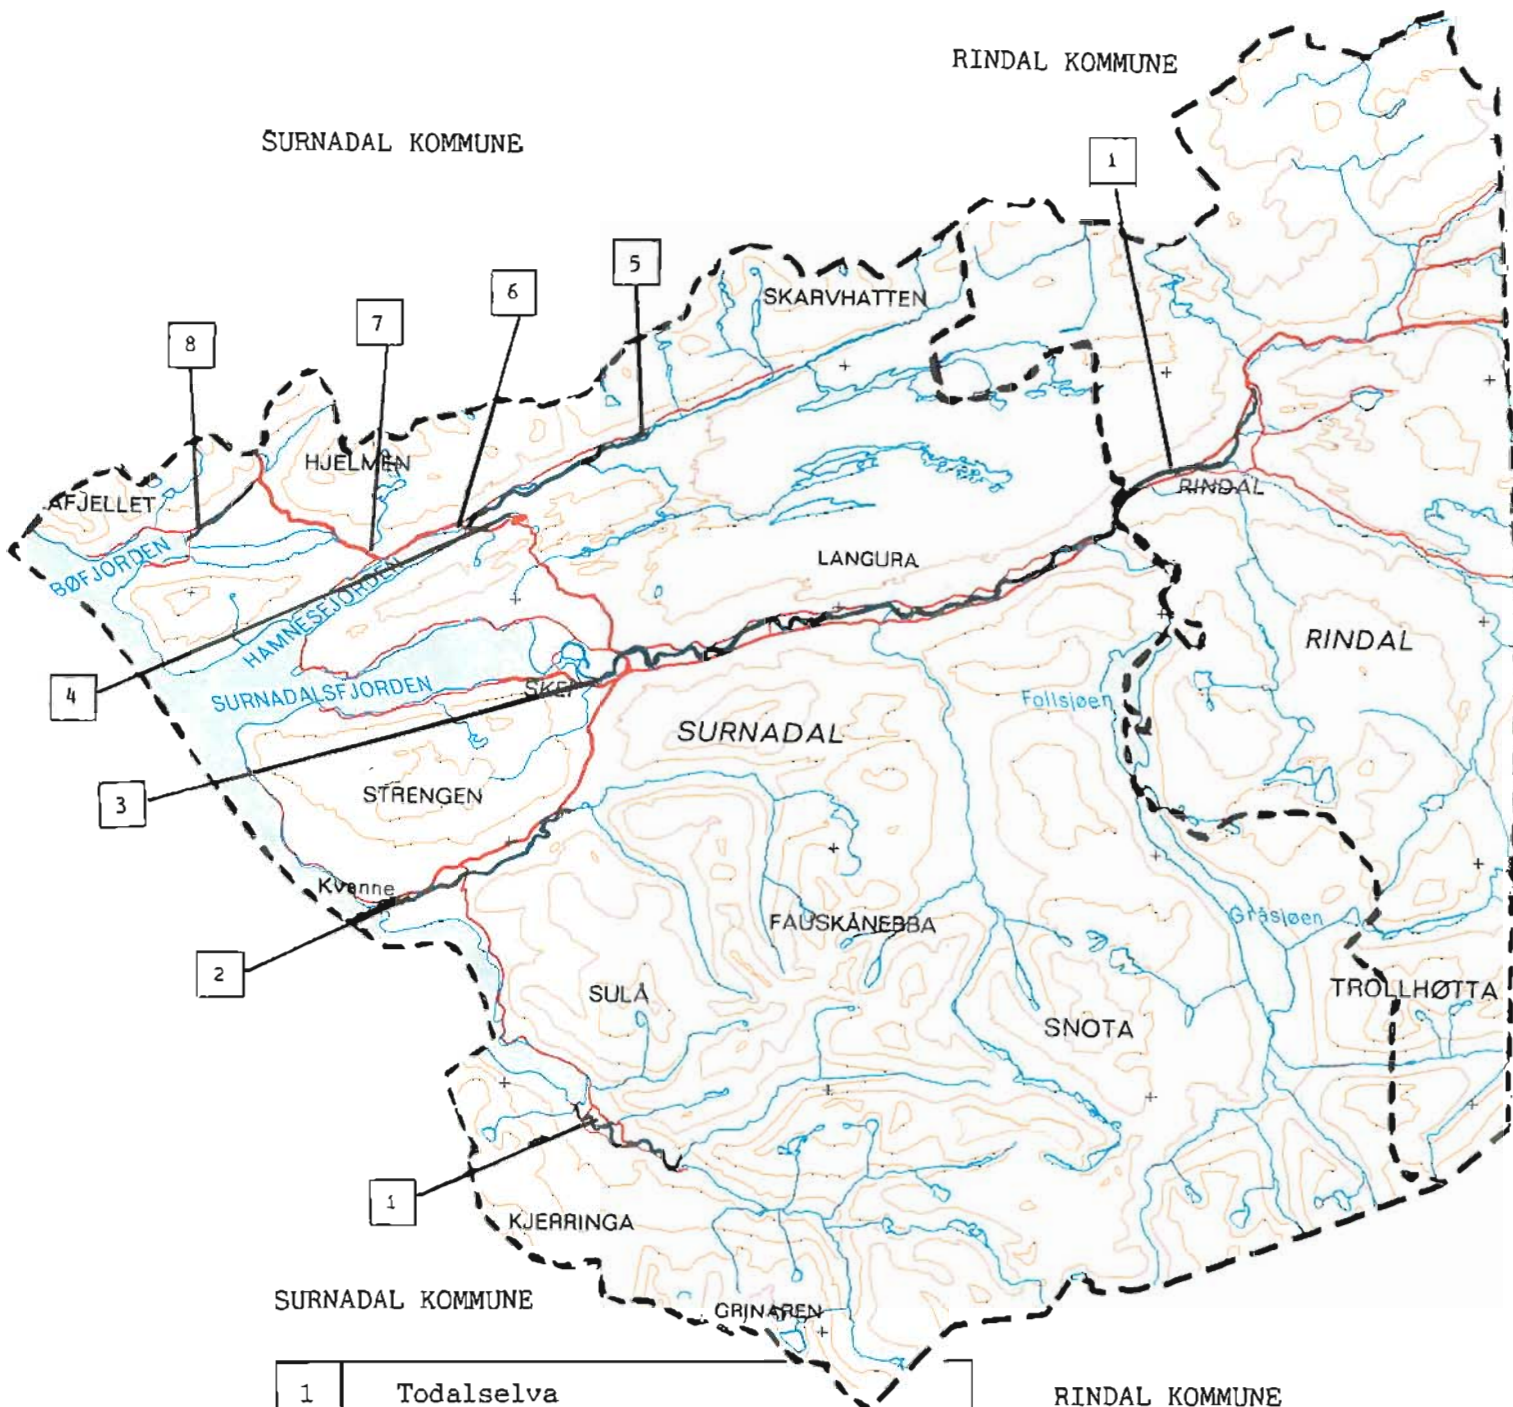 RINDAL KOMMUNE
SURNADAL KOMMUNE
1
5
6
SKARVHATTEN
7
8
HJELMEN
AFJELLET
RINDAL
BØFJORDEN
LANGURA
HAMNESFJORDEN
RINDAL
4
SURNADALSFJORDEN
SKEI
Follsjøen
SURNADAL
3
STRENGEN
Kvanne
Gråsjøen
FAUSKÅNEBBA
2
SULA
TROLLHØTTA
SNOTA
1
KJERRINGA
SURNADAL KOMMUNE
GRINAREN
1 Todalselva
RINDAL KOMMUNE